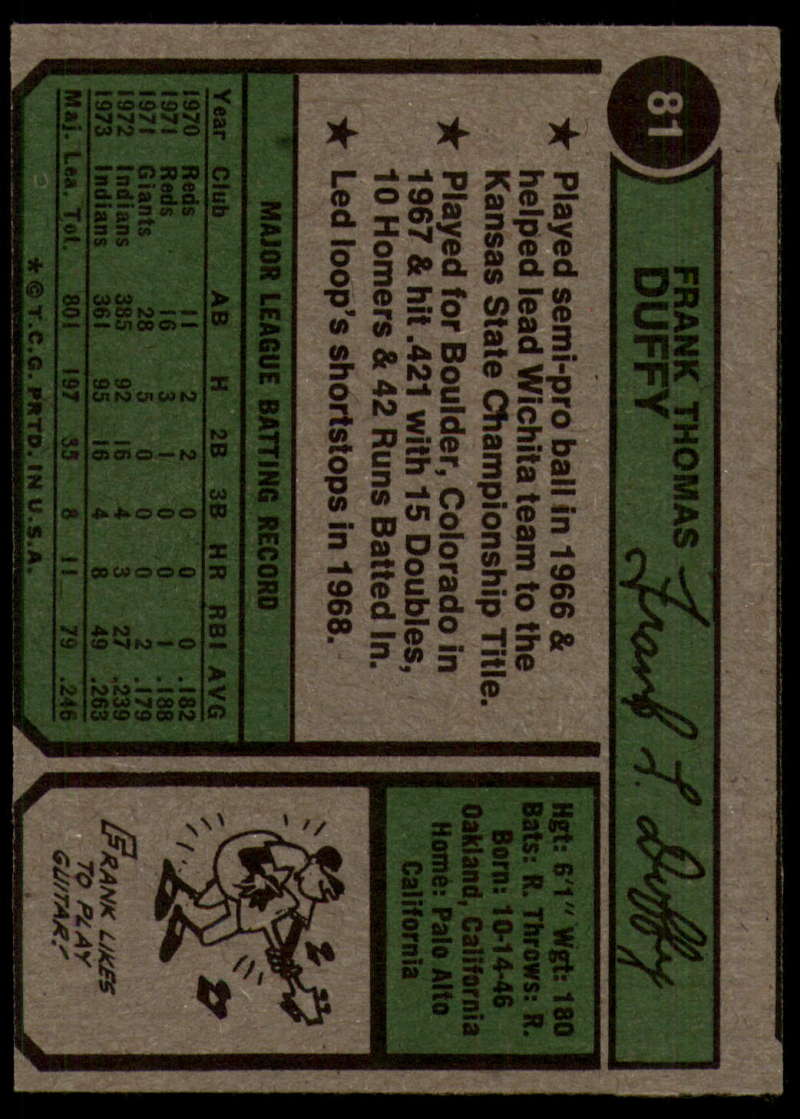 81
FRANK THOMAS
DUFFY
Frank T. Duffy
★ Played semi-pro ball in 1966 &
helped lead Wichita team to the
Kansas State Championship Title.
★ Played for Boulder, Colorado in
1967 & hit .421 with 15 Doubles,
10 Homers & 42 Runs Batted In.
★ Led loop's shortstops in 1968.
MAJOR LEAGUE BATTING RECORD
Year Club AB H 2B 3B HR RBI AVG
1970 Reds 11 2 2 0 0 0 .182
1971 Reds 16 3 1 0 0 1 .188
1971 Giants 28 5 0 0 0 2 .179
1972 Indians 385 92 16 4 3 27 .239
1973 Indians 361 95 16 4 8 49 .263
Maj. Lea. Tot. 801 197 35 8 11 79 .246
* © T.C.G. PRTD. IN U.S.A.
Hgt: 6'1" Wgt: 180
Bats: R. Throws: R.
Born: 10-14-46
Oakland, California
Home: Palo Alto
California
FRANK LIKES
TO PLAY
GUITAR!